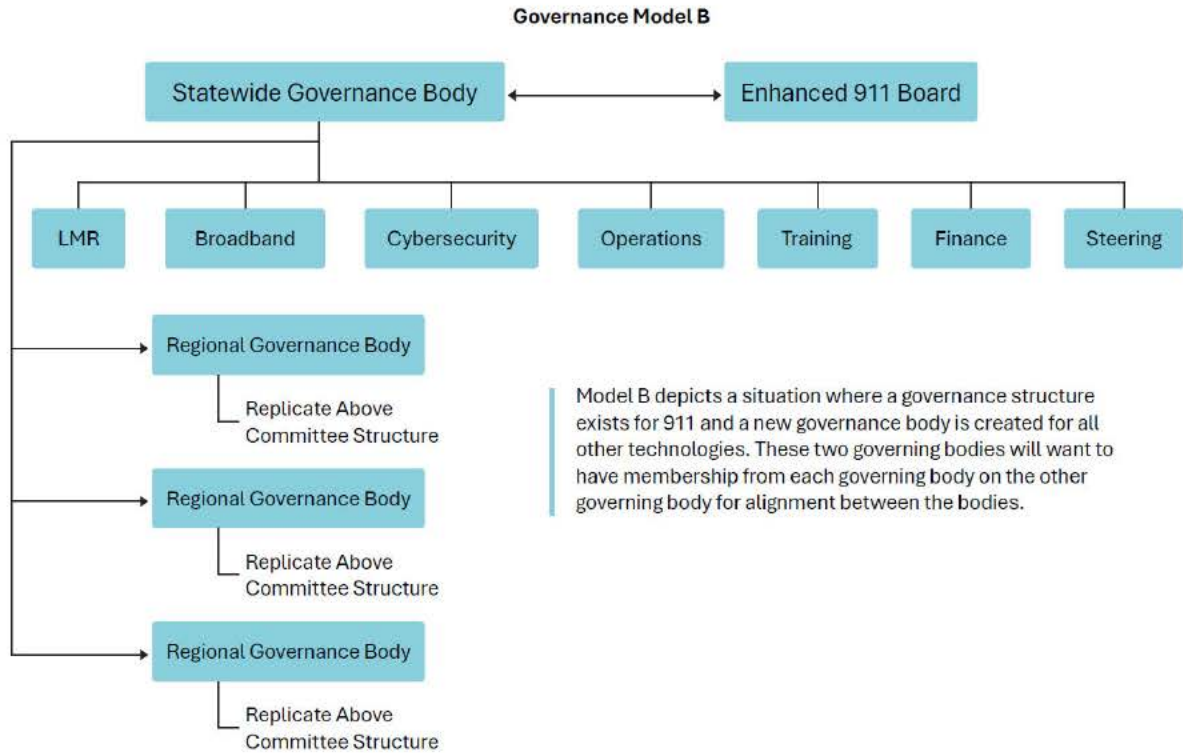 Governance Model B
Statewide Governance Body
Enhanced 911 Board
LMR
Broadband
Cybersecurity
Operations
Training
Finance
Steering
Regional Governance Body
Replicate Above
Committee Structure
Model B depicts a situation where a governance structure
exists for 911 and a new governance body is created for all
other technologies. These two governing bodies will want to
have membership from each governing body on the other
governing body for alignment between the bodies.
Regional Governance Body
Replicate Above
Committee Structure
Regional Governance Body
Replicate Above
Committee Structure